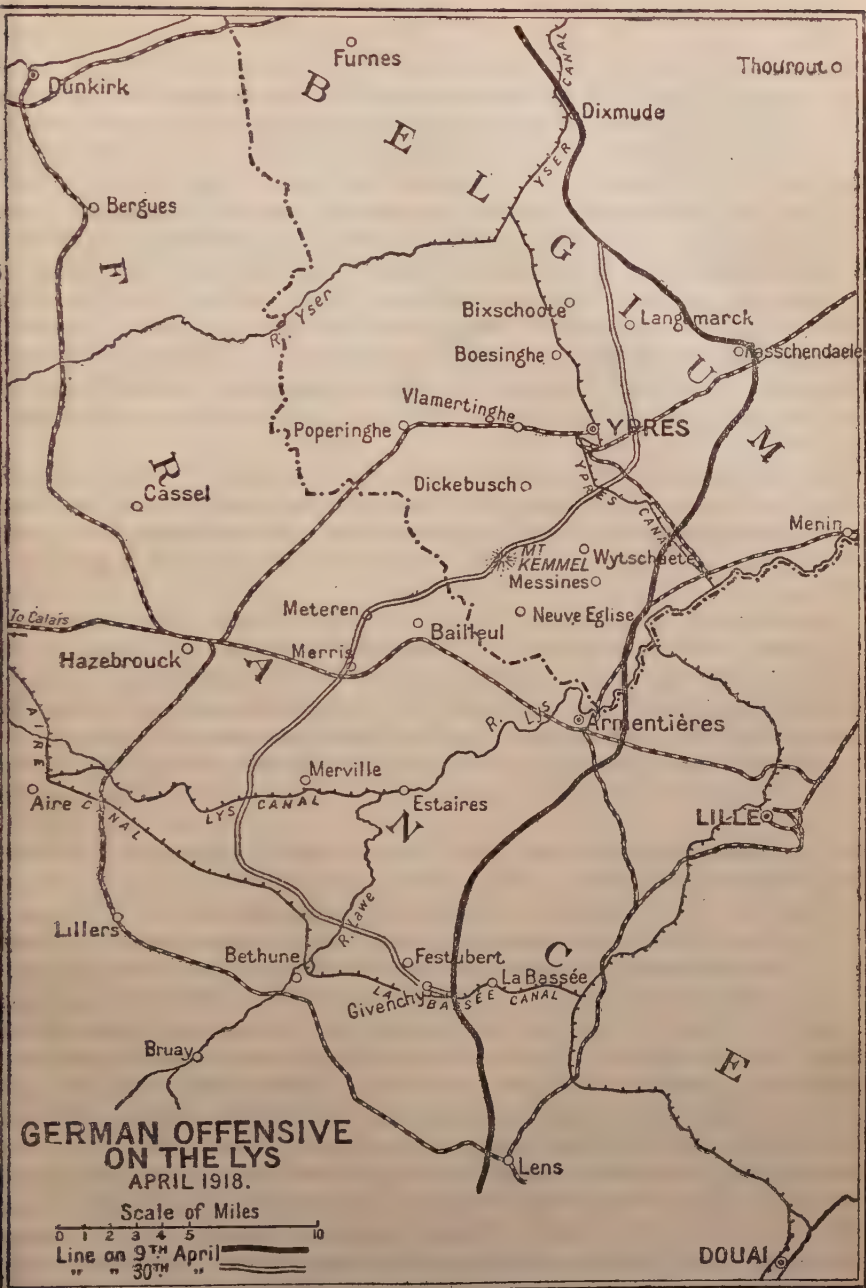 BELGIUM
FRANCE
Furnes
Thourout
Dunkirk
Dixmude
YSER CANAL
Bergues
R. Yser
Bixschoote
Langemarck
Boesinghe
Passchendaele
Vlamertinghe
Poperinghe
YPRES
Cassel
Dickebusch
YPRES CANAL
Menin
MT
KEMMEL
Wytschaete
Messines
Meteren
Neuve Eglise
To Calais
Bailleul
Hazebrouck
Merris
R. LYS
Armentières
AIRE CANAL
Merville
Aire
LYS CANAL
Estaires
LILLE
R. Lawe
Lillers
Bethune
Festubert
La Bassée
Givenchy
LA BASSÉE CANAL
Bruay
Lens
DOUAI
GERMAN OFFENSIVE
ON THE LYS
APRIL 1918.
Scale of Miles
0 1 2 3 4 5 10
Line on 9TH April
" " 30TH "